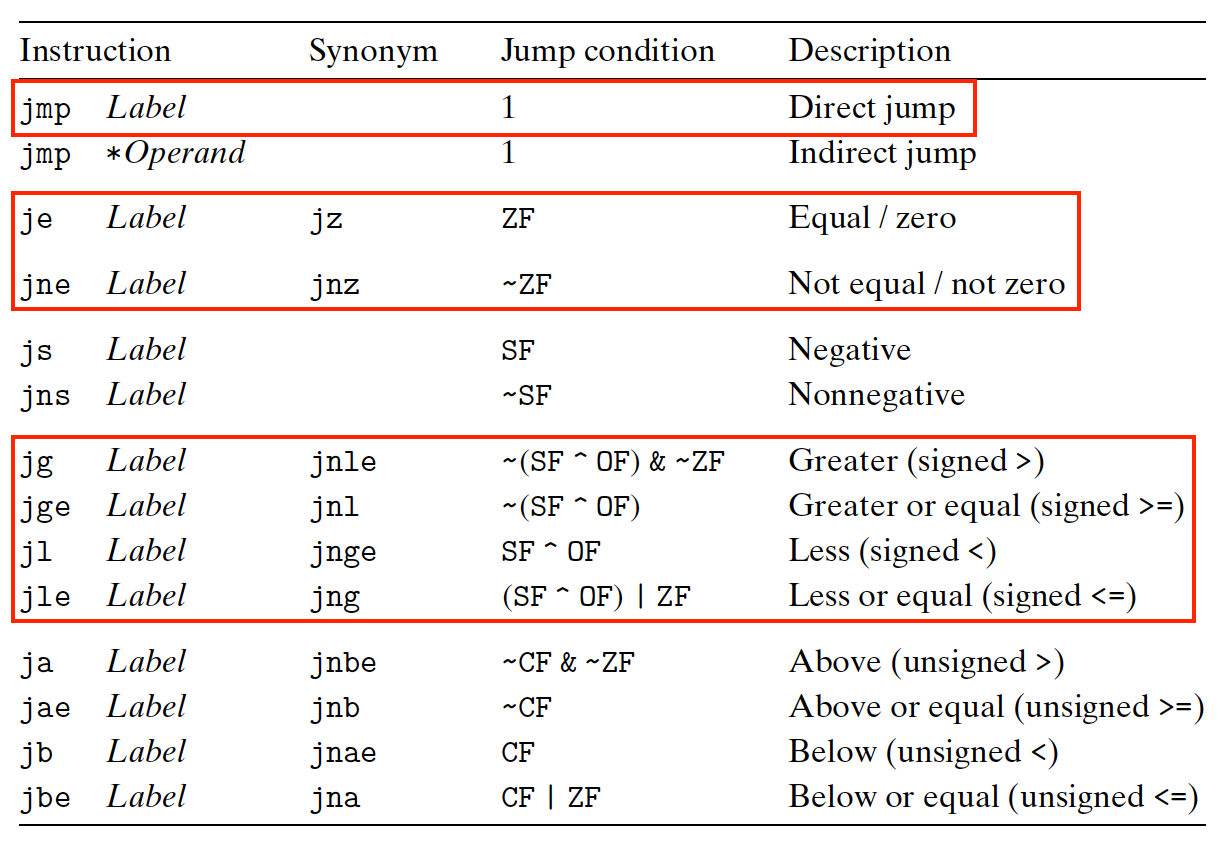 Instruction Synonym Jump condition Description
jmp Label 1 Direct jump
jmp *Operand 1 Indirect jump
je Label jz ZF Equal / zero
jne Label jnz ~ZF Not equal / not zero
js Label SF Negative
jns Label ~SF Nonnegative
jg Label jnle ~(SF ^ OF) & ~ZF Greater (signed >)
jge Label jnl ~(SF ^ OF) Greater or equal (signed >=)
jl Label jnge SF ^ OF Less (signed <)
jle Label jng (SF ^ OF) | ZF Less or equal (signed <=)
ja Label jnbe ~CF & ~ZF Above (unsigned >)
jae Label jnb ~CF Above or equal (unsigned >=)
jb Label jnae CF Below (unsigned <)
jbe Label jna CF | ZF Below or equal (unsigned <=)